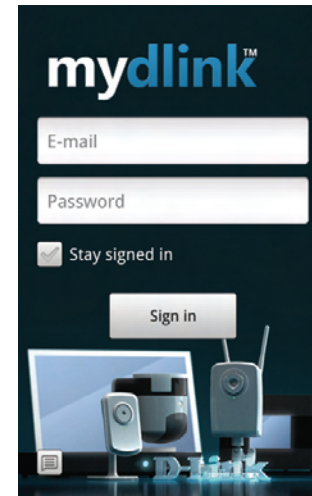 mydlink™
E-mail
Password
Stay signed in
Sign in
D-Link